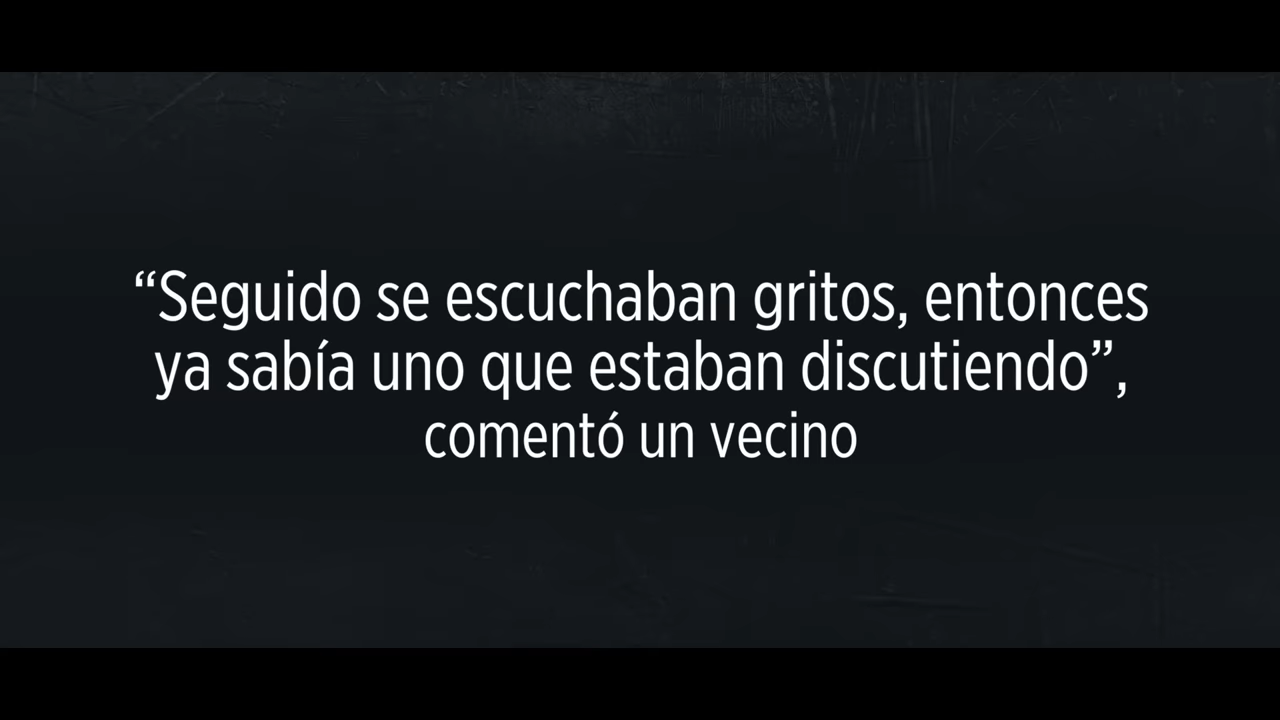 “Seguido se escuchaban gritos, entonces
ya sabía uno que estaban discutiendo”,
comentó un vecino